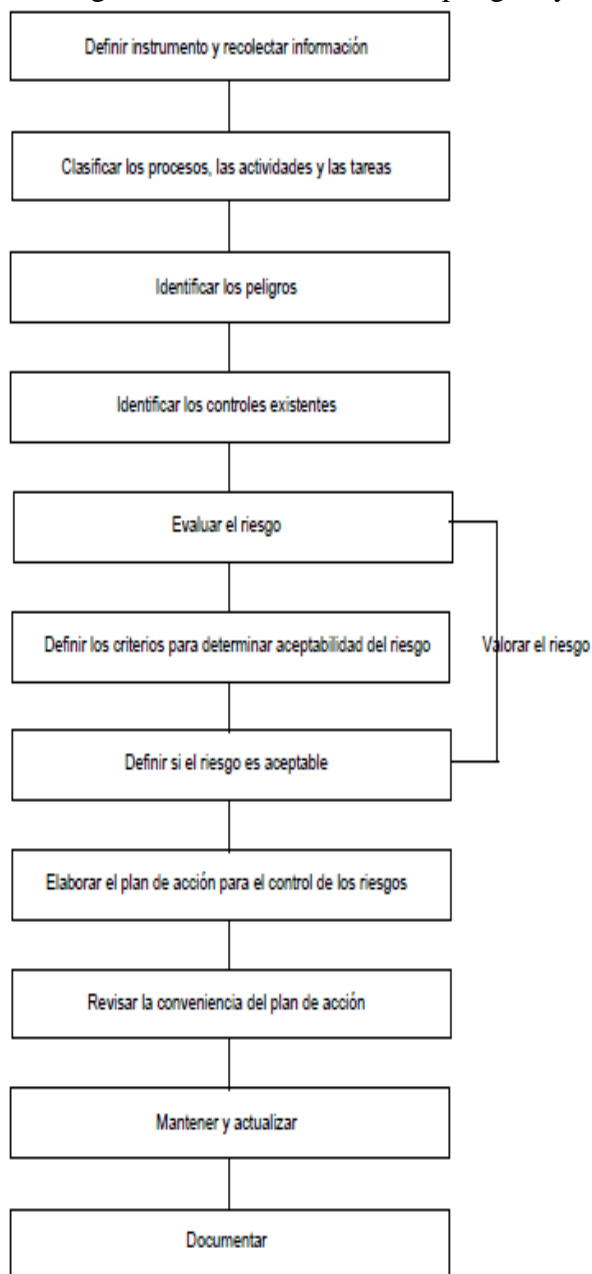 Definir instrumento y recolectar información
Clasificar los procesos, las actividades y las tareas
Identificar los peligros
Identificar los controles existentes
Evaluar el riesgo
Definir los criterios para determinar aceptabilidad del riesgo
Valorar el riesgo
Definir si el riesgo es aceptable
Elaborar el plan de acción para el control de los riesgos
Revisar la conveniencia del plan de acción
Mantener y actualizar
Documentar